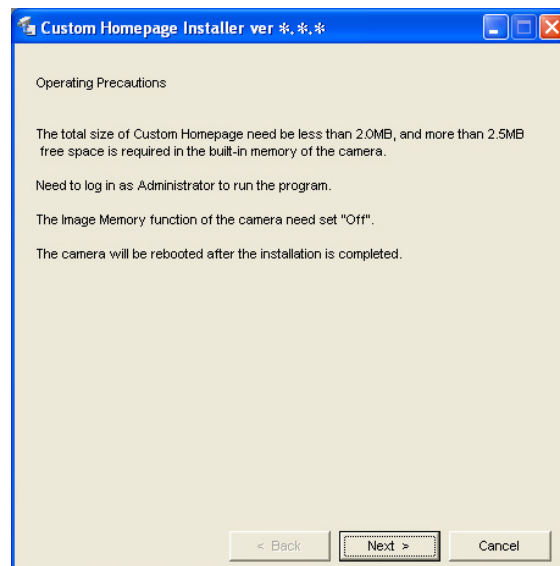 Custom Homepage Installer ver *.*.*
Operating Precautions
The total size of Custom Homepage need be less than 2.0MB, and more than 2.5MB
free space is required in the built-in memory of the camera.
Need to log in as Administrator to run the program.
The Image Memory function of the camera need set "Off".
The camera will be rebooted after the installation is completed.
< Back
Next >
Cancel